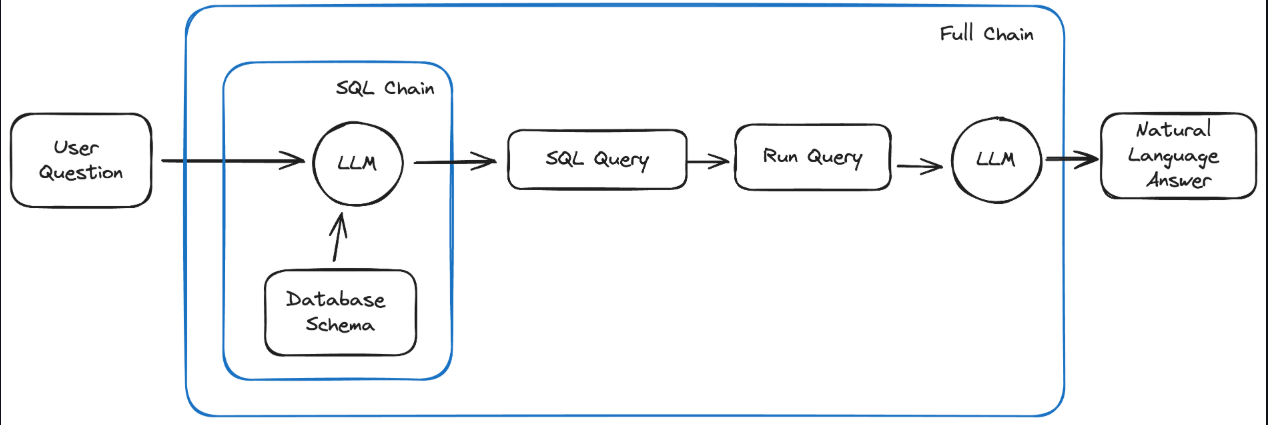 Full Chain
SQL Chain
User
Question
LLM
SQL Query
Run Query
LLM
Natural
Language
Answer
Database
Schema